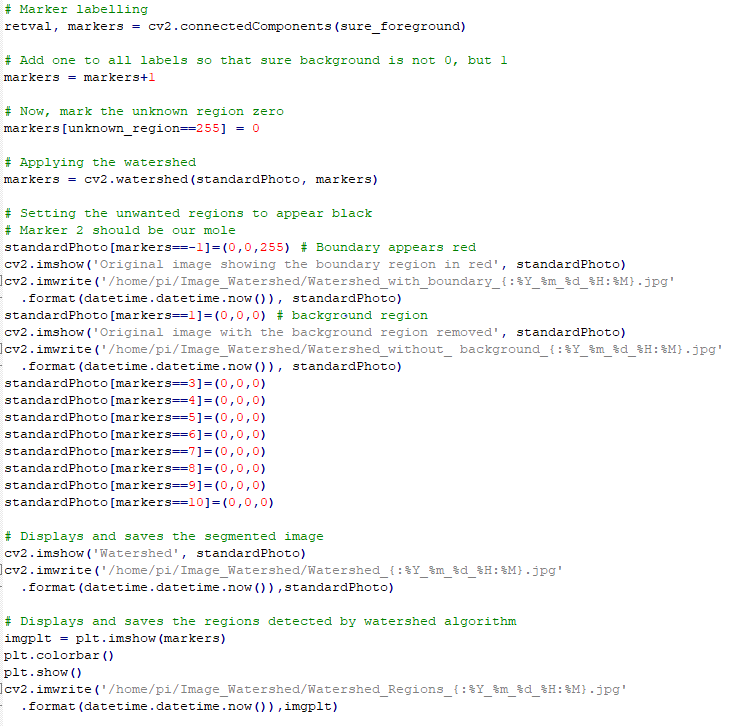 # Marker labelling
retval, markers = cv2.connectedComponents(sure_foreground)
# Add one to all labels so that sure background is not 0, but 1
markers = markers+1
# Now, mark the unknown region zero
markers[unknown_region==255] = 0
# Applying the watershed
markers = cv2.watershed(standardPhoto, markers)
# Setting the unwanted regions to appear black
# Marker 2 should be our mole
standardPhoto[markers==-1]=(0,0,255) # Boundary appears red
cv2.imshow('Original image showing the boundary region in red', standardPhoto)
cv2.imwrite('/home/pi/Image_Watershed/Watershed_with_boundary_{:%Y_%m_%d_%H:%M}.jpg'
.format(datetime.datetime.now()), standardPhoto)
standardPhoto[markers==1]=(0,0,0) # background region
cv2.imshow('Original image with the background region removed', standardPhoto)
cv2.imwrite('/home/pi/Image_Watershed/Watershed_without_ background_{:%Y_%m_%d_%H:%M}.jpg'
.format(datetime.datetime.now()), standardPhoto)
standardPhoto[markers==3]=(0,0,0)
standardPhoto[markers==4]=(0,0,0)
standardPhoto[markers==5]=(0,0,0)
standardPhoto[markers==6]=(0,0,0)
standardPhoto[markers==7]=(0,0,0)
standardPhoto[markers==8]=(0,0,0)
standardPhoto[markers==9]=(0,0,0)
standardPhoto[markers==10]=(0,0,0)
# Displays and saves the segmented image
cv2.imshow('Watershed', standardPhoto)
cv2.imwrite('/home/pi/Image_Watershed/Watershed_{:%Y_%m_%d_%H:%M}.jpg'
.format(datetime.datetime.now()),standardPhoto)
# Displays and saves the regions detected by watershed algorithm
imgplt = plt.imshow(markers)
plt.colorbar()
plt.show()
cv2.imwrite('/home/pi/Image_Watershed/Watershed_Regions_{:%Y_%m_%d_%H:%M}.jpg'
.format(datetime.datetime.now()),imgplt)